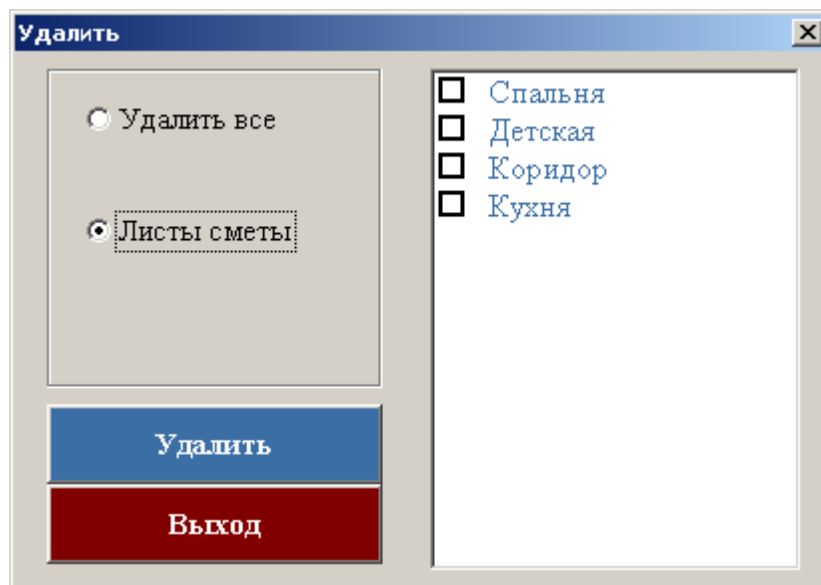 Удалить
Удалить все
Листы сметы
Удалить
Выход
Спальня
Детская
Коридор
Кухня